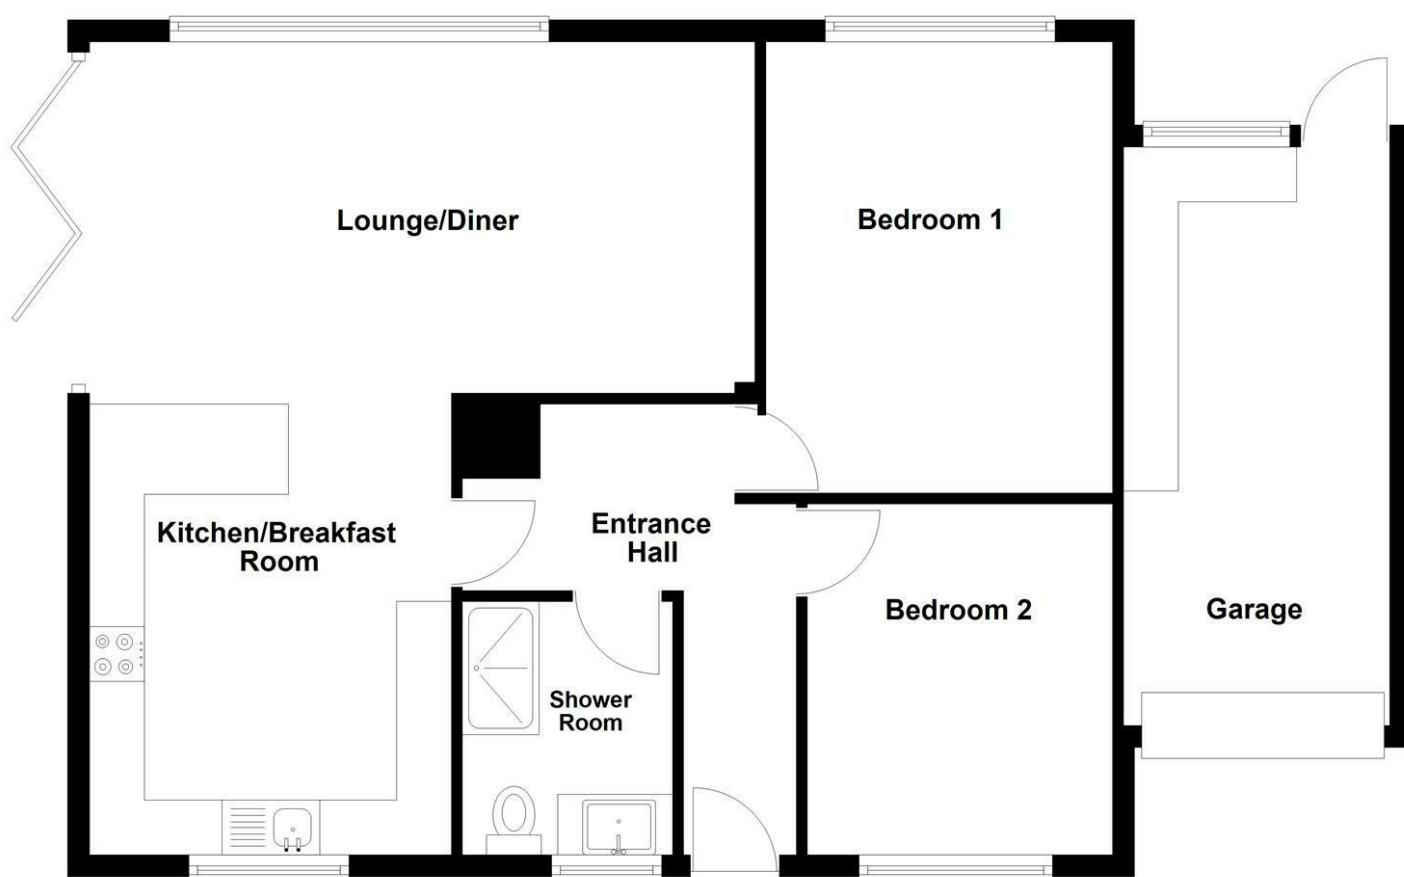 Lounge/Diner
Bedroom 1
Kitchen/Breakfast
Room
Entrance
Hall
Bedroom 2
Garage
Shower
Room